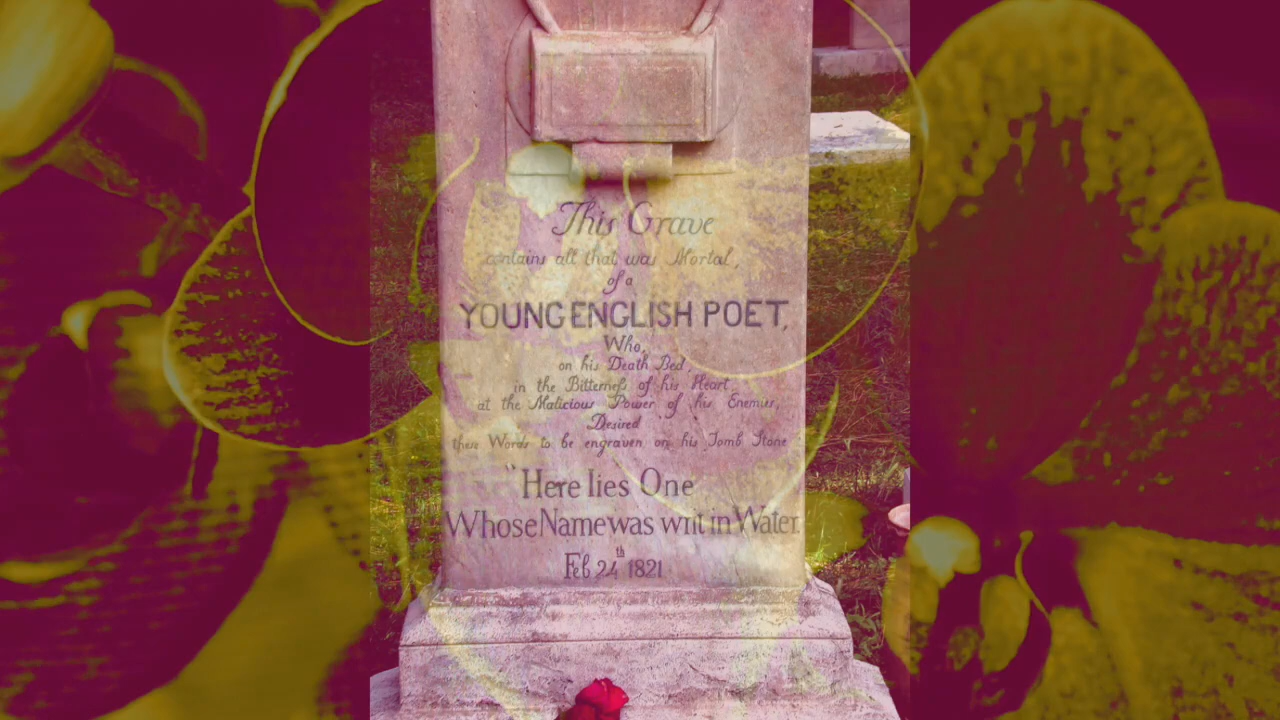 This Grave
contains all that was Mortal,
of a
YOUNG ENGLISH POET,
Who,
on his Death Bed,
in the Bitterness of his Heart
at the Malicious Power of his Enemies,
Desired
these Words to be engraven on his Tomb Stone
"Here lies One
Whose Name was writ in Water.
Feb 24th 1821